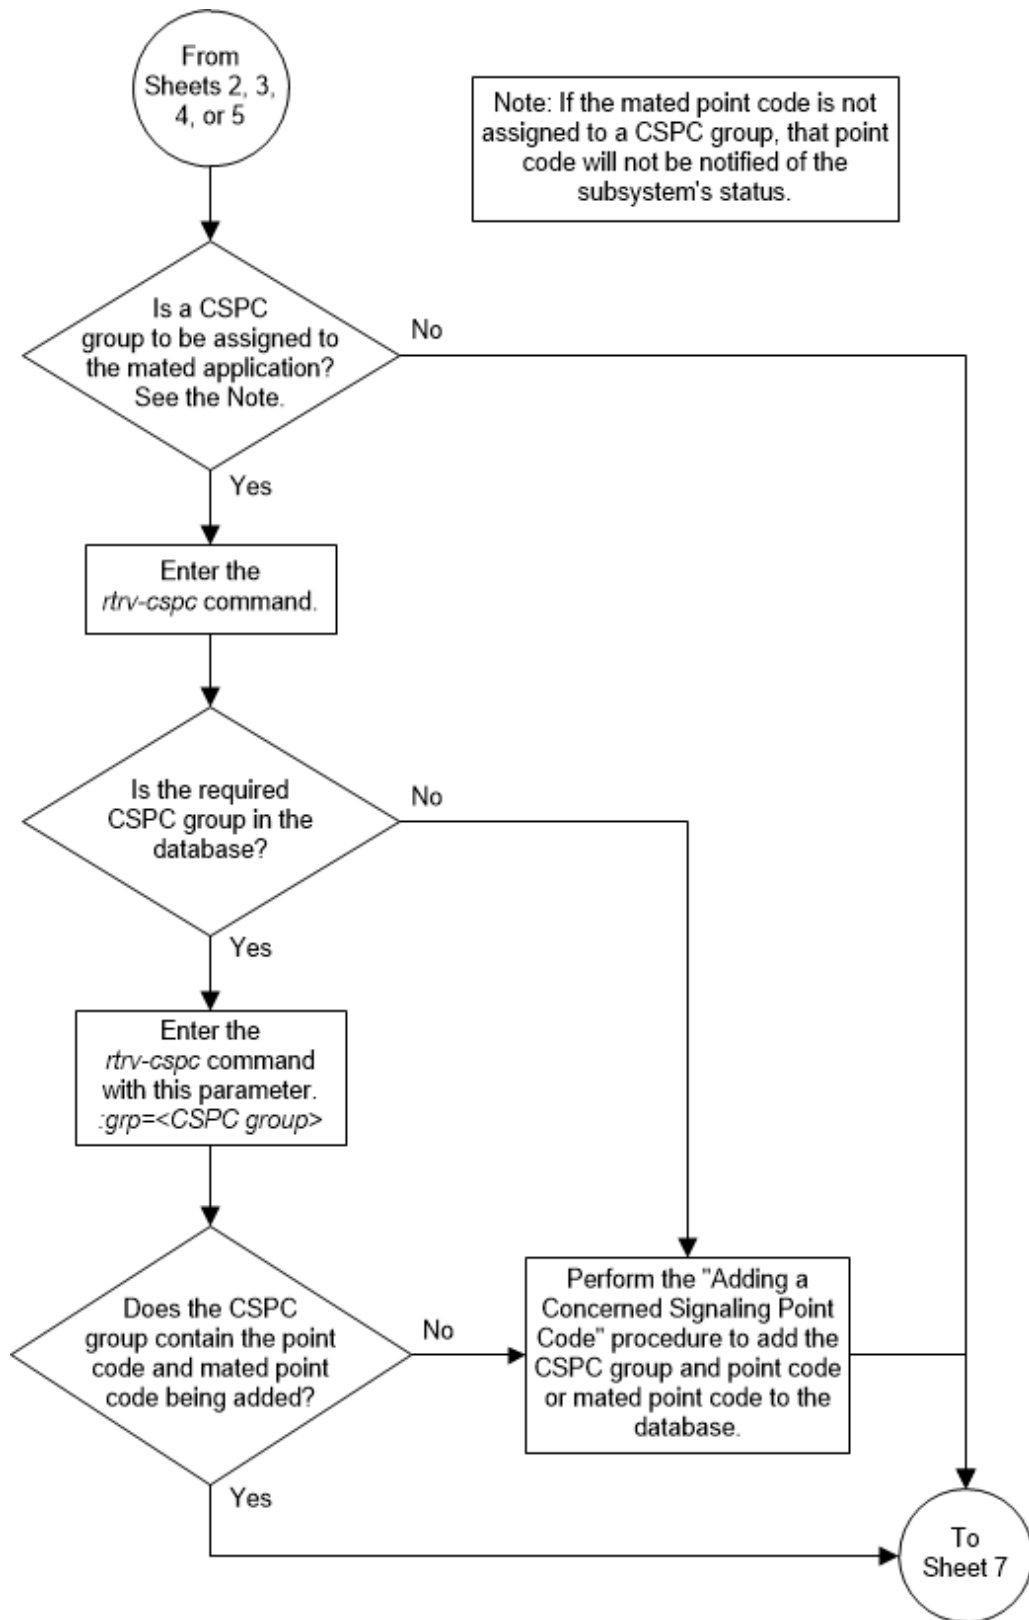 From
Sheets 2, 3,
4, or 5
Note: If the mated point code is not
assigned to a CSPC group, that point
code will not be notified of the
subsystem's status.
Is a CSPC
group to be assigned to
the mated application?
See the Note.
No
Yes
Enter the
rtrv-cspc command.
Is the required
CSPC group in the
database?
No
Yes
Enter the
rtrv-cspc command
with this parameter.
:grp=<CSPC group>
Does the CSPC
group contain the point
code and mated point
code being added?
No
Perform the "Adding a
Concerned Signaling Point
Code" procedure to add the
CSPC group and point code
or mated point code to the
database.
Yes
To
Sheet 7